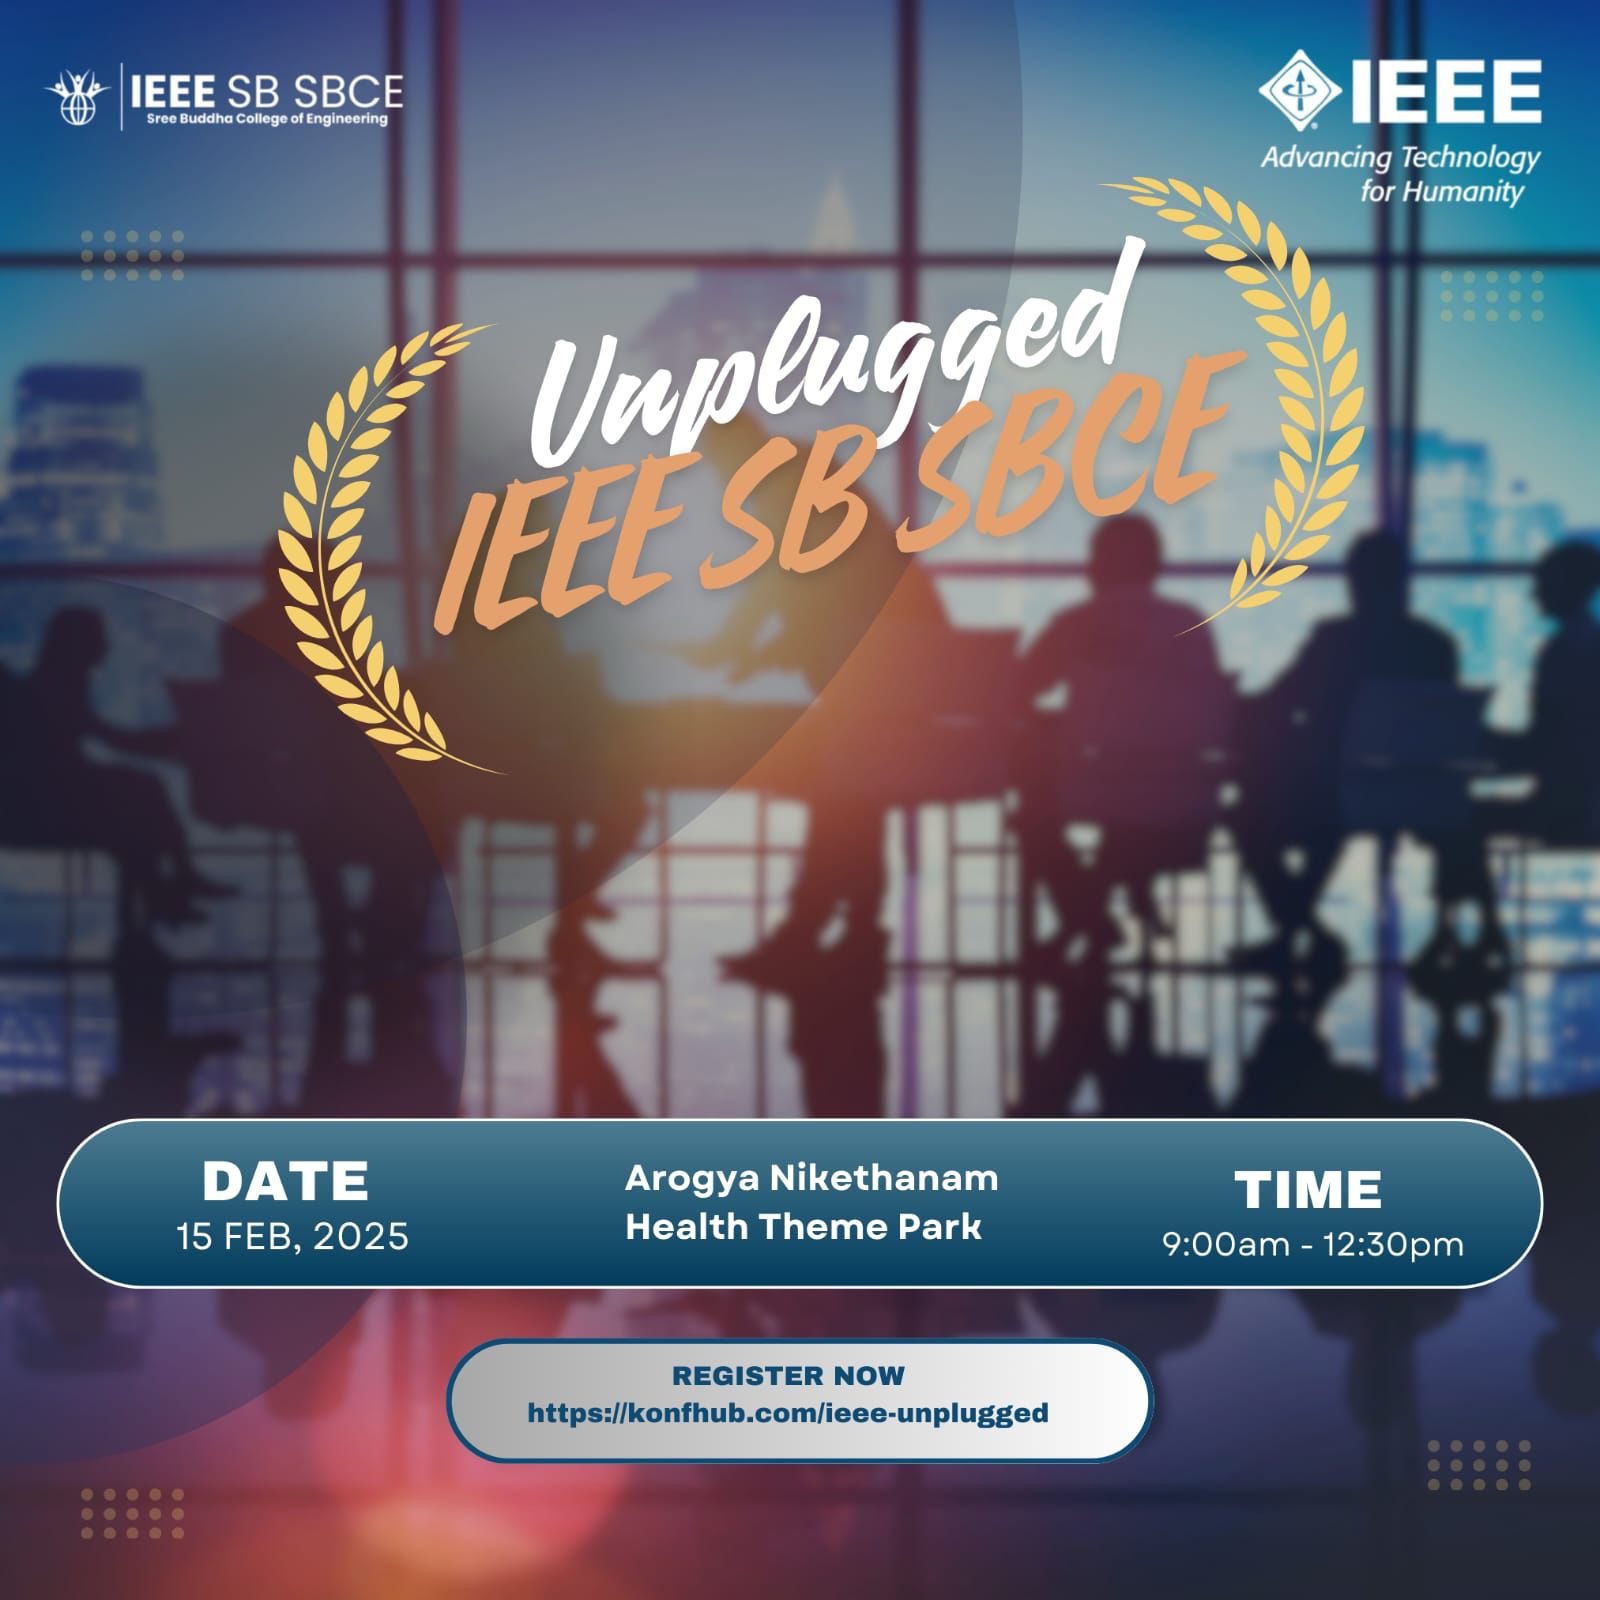 IEEE SB SBCE
Sree Buddha College of Engineering
IEEE
Advancing Technology
for Humanity
Unplugged
IEEE SB SBCE
DATE
15 FEB, 2025
Arogya Nikethanam
Health Theme Park
TIME
9:00am - 12:30pm
REGISTER NOW
https://konfhub.com/ieee-unplugged